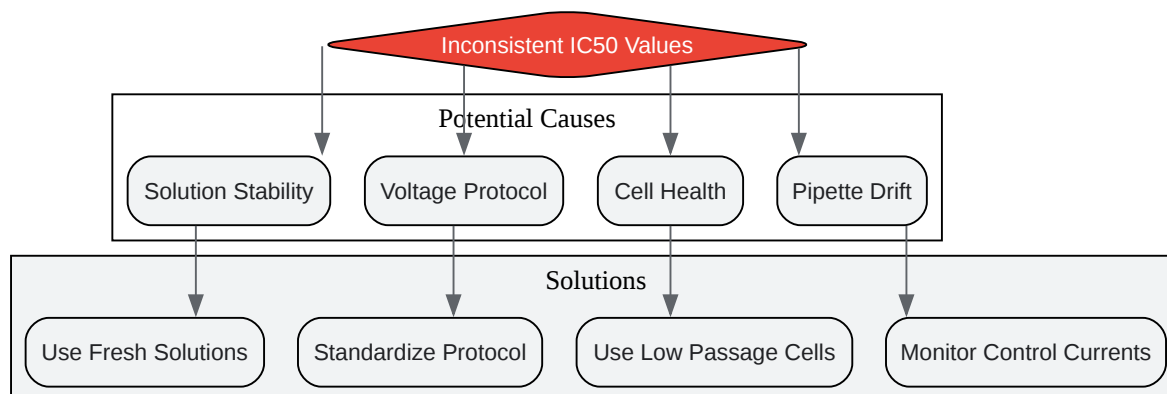 Inconsistent IC50 Values
Potential Causes
Solution Stability
Voltage Protocol
Cell Health
Pipette Drift
Solutions
Use Fresh Solutions
Standardize Protocol
Use Low Passage Cells
Monitor Control Currents